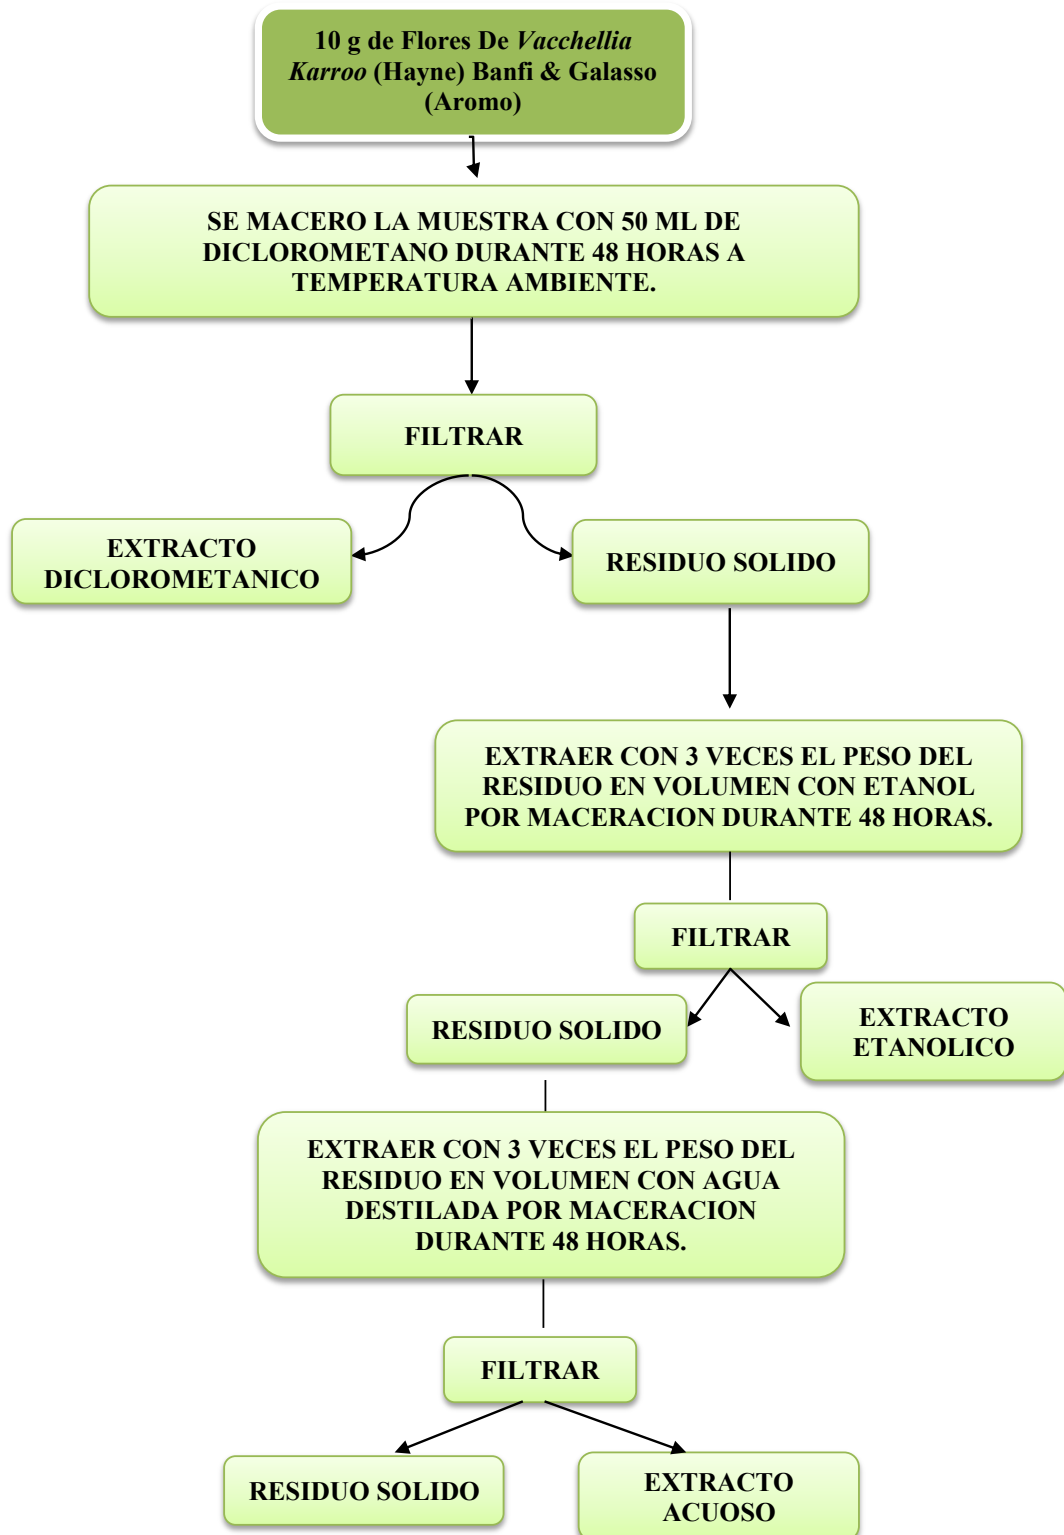 10 g de Flores De Vacchellia
Karroo (Hayne) Banfi & Galasso
(Aromo)
SE MACERO LA MUESTRA CON 50 ML DE
DICLOROMETANO DURANTE 48 HORAS A
TEMPERATURA AMBIENTE.
FILTRAR
EXTRACTO
DICLOROMETANICO
RESIDUO SOLIDO
EXTRAER CON 3 VECES EL PESO DEL
RESIDUO EN VOLUMEN CON ETANOL
POR MACERACION DURANTE 48 HORAS.
FILTRAR
RESIDUO SOLIDO
EXTRACTO
ETANOLICO
EXTRAER CON 3 VECES EL PESO DEL
RESIDUO EN VOLUMEN CON AGUA
DESTILADA POR MACERACION
DURANTE 48 HORAS.
FILTRAR
RESIDUO SOLIDO
EXTRACTO
ACUOSO